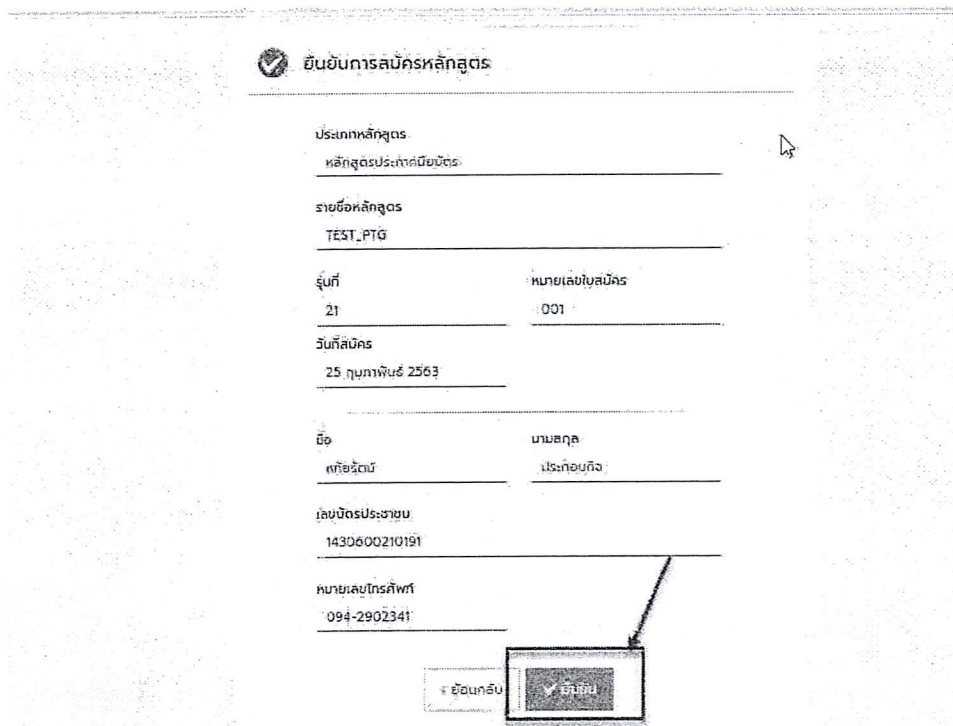 ยืนยันการสมัครหลักสูตร
ประเภทหลักสูตร
หลักสูตรประกาศนียบัตร
รายชื่อหลักสูตร
TEST_PTG
รุ่นที่ หมายเลขใบสมัคร
21 001
วันที่สมัคร
25 กุมภาพันธ์ 2563
ชื่อ นามสกุล
หทัยรัตน์ ประกอบกิจ
เลขบัตรประชาชน
1430600210191
หมายเลขโทรศัพท์
094-2902341
ย้อนกลับ ยืนยัน